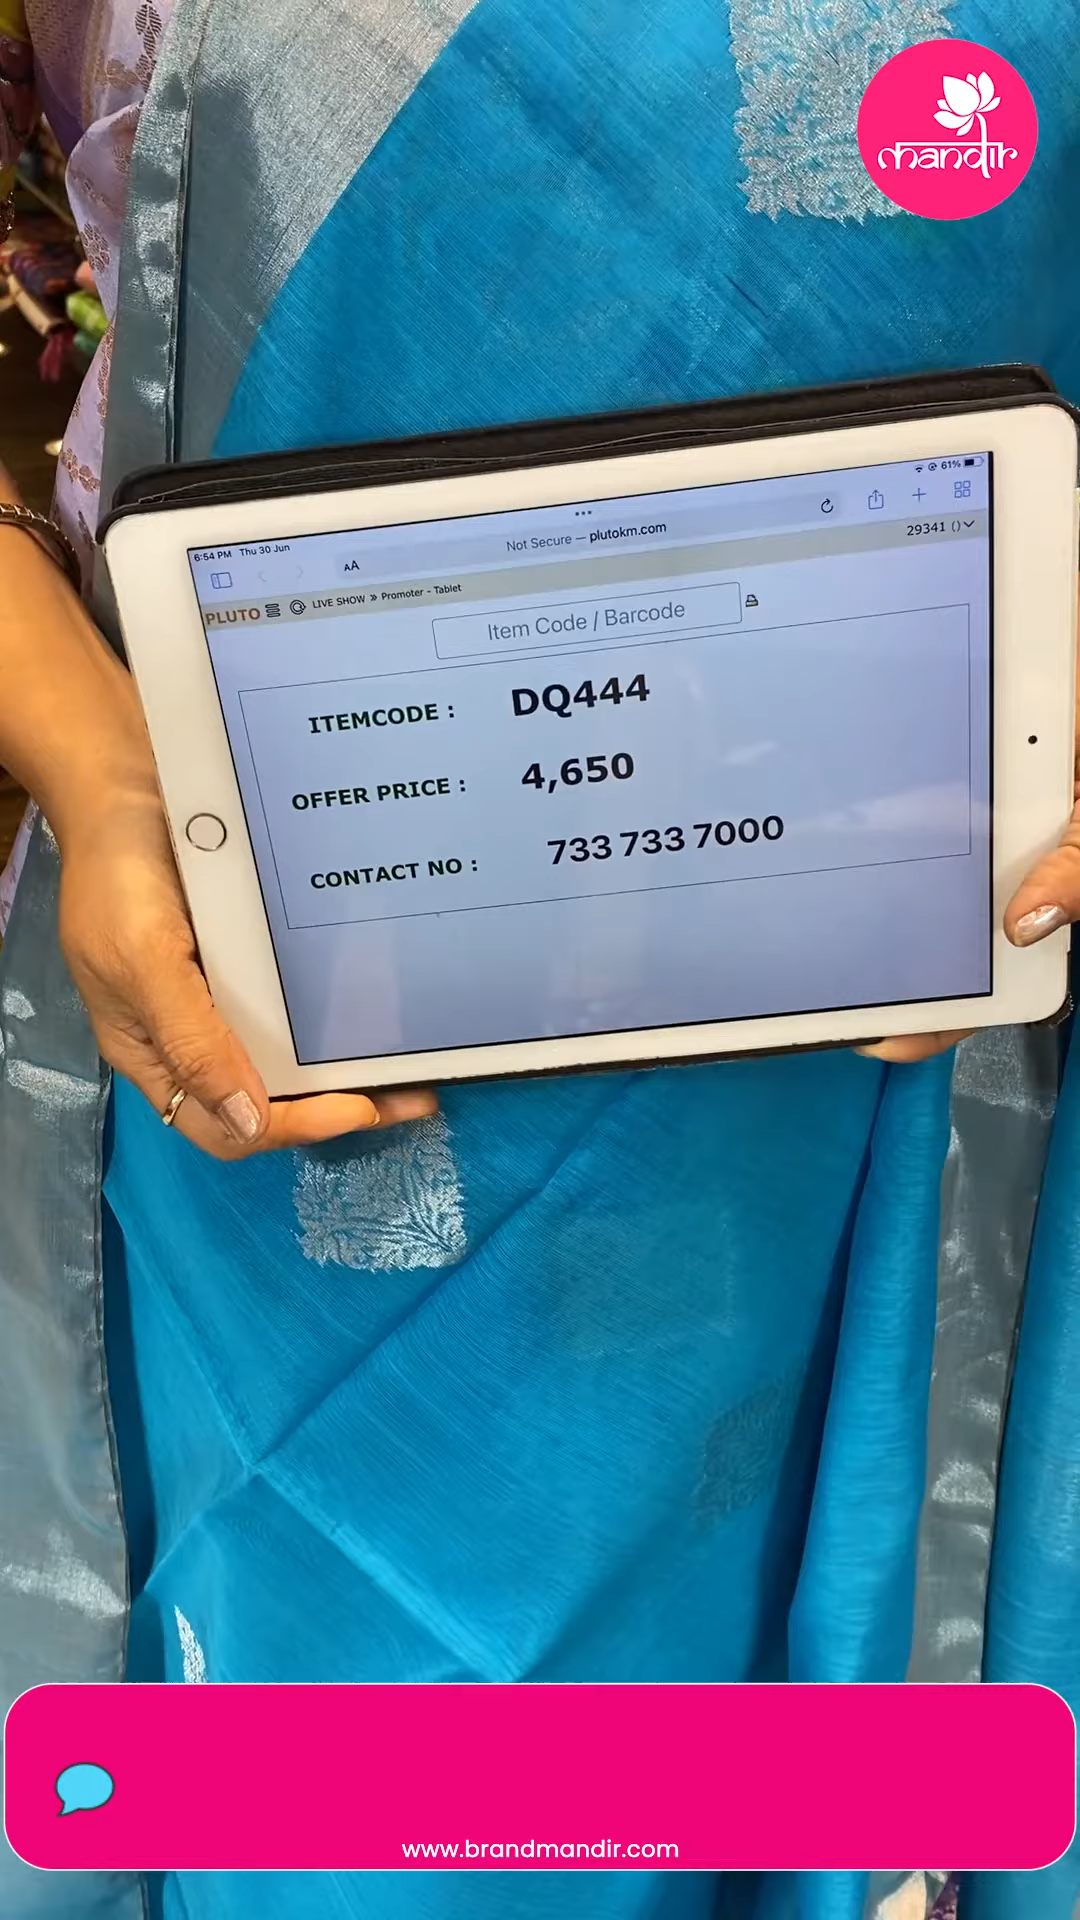 mandir
6:54 PM Thu 30 Jun
61%
AA
Not Secure — plutokm.com
PLUTO
LIVE SHOW » Promoter - Tablet
29341 ()
Item Code / Barcode
ITEMCODE : DQ444
OFFER PRICE : 4,650
CONTACT NO : 733 733 7000
www.brandmandir.com